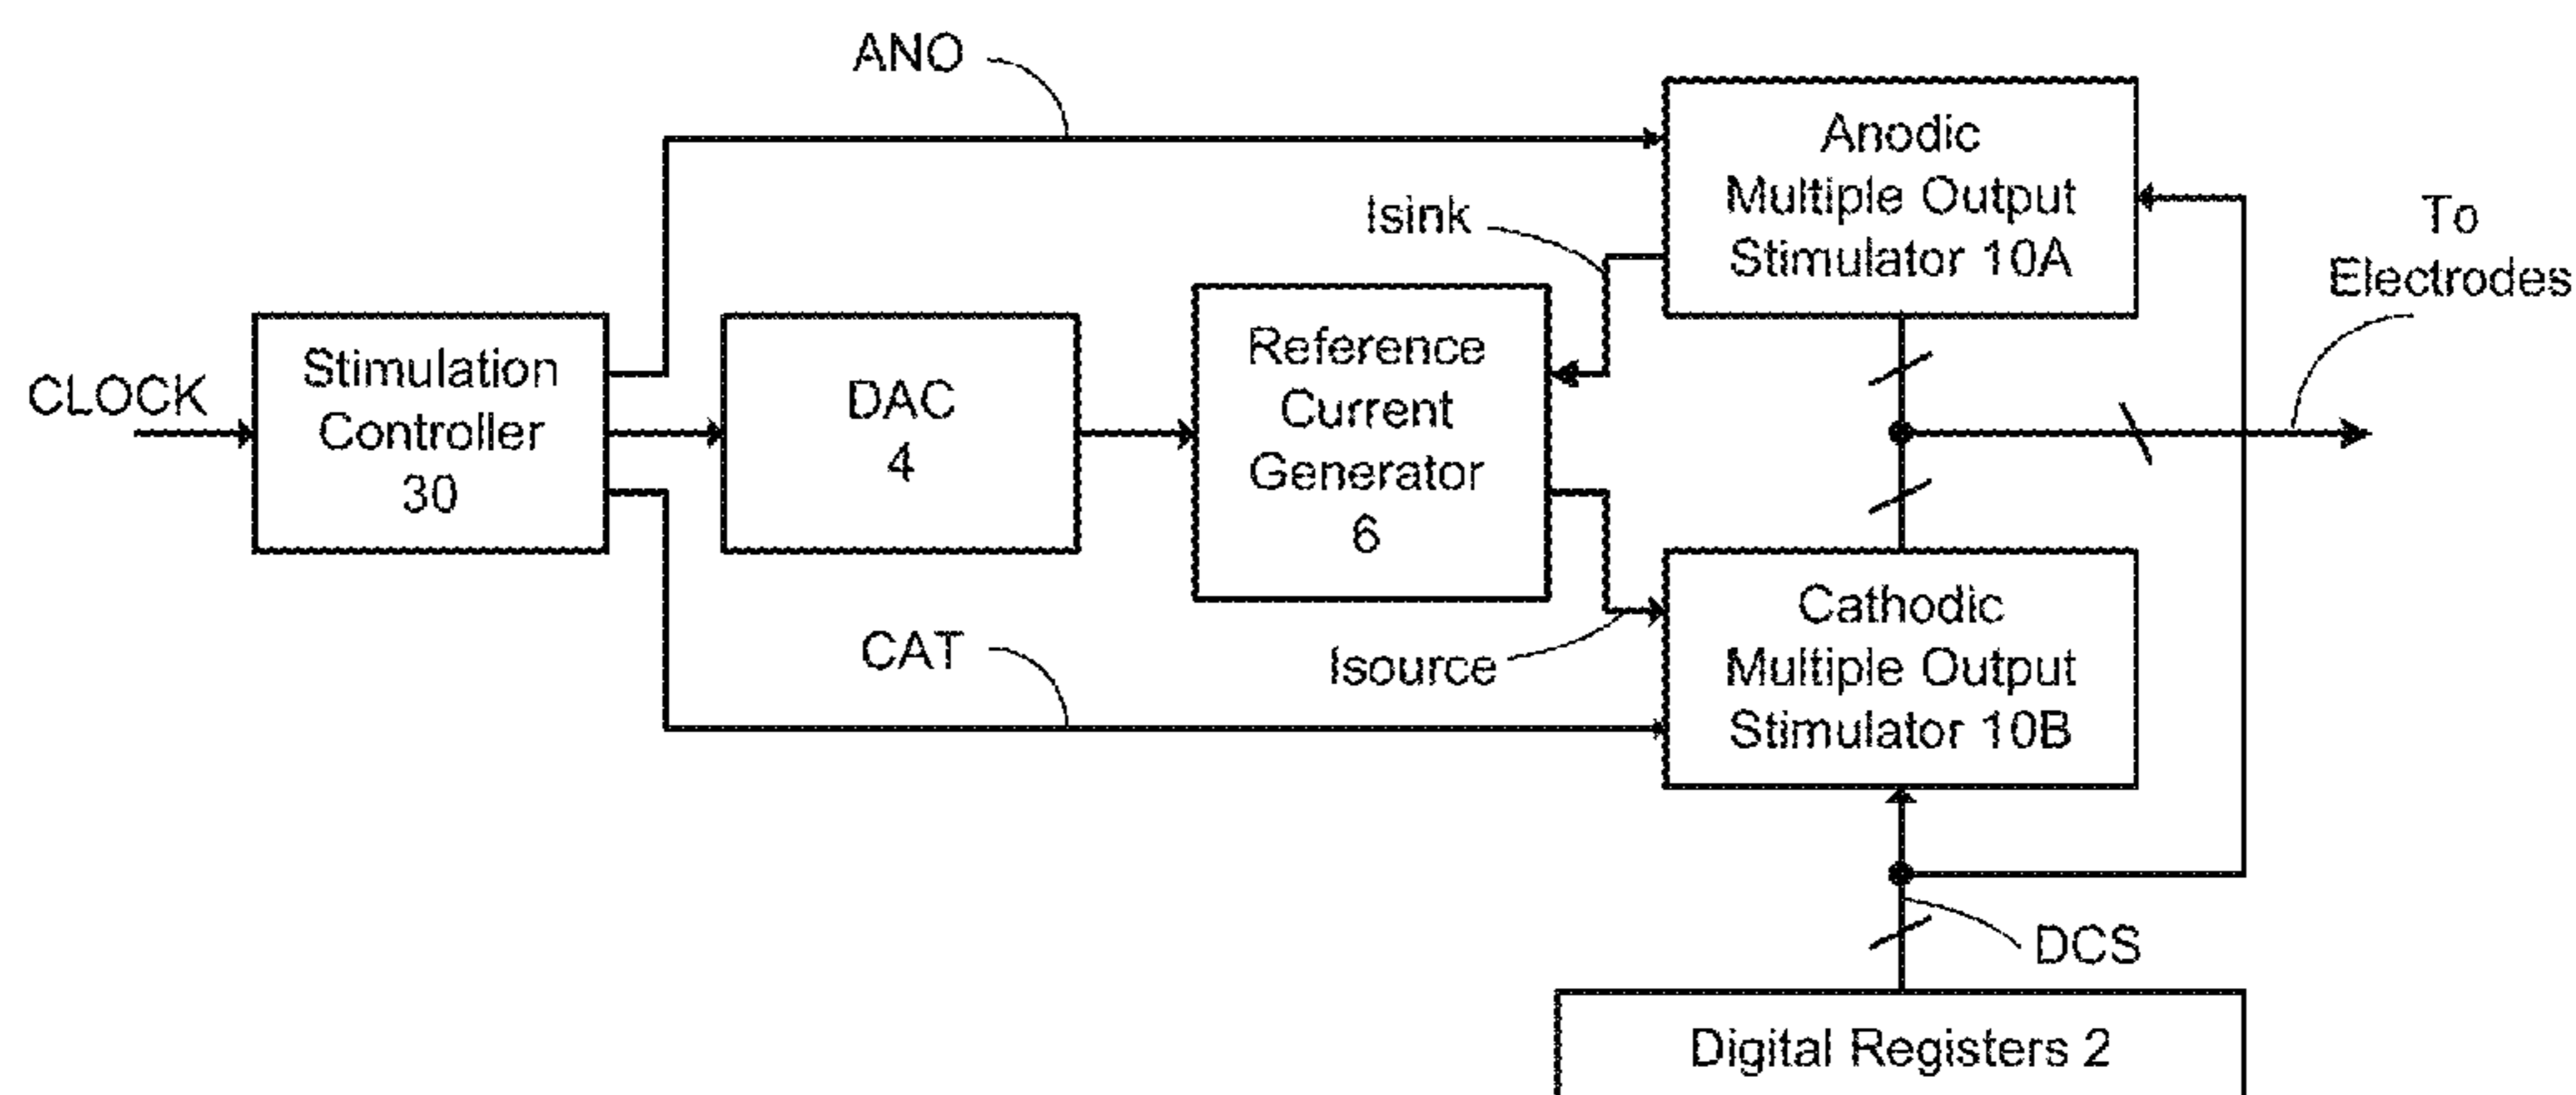 ANO
Anodic
Multiple Output
Stimulator 10A
Isink
To
Electrodes
CLOCK
Stimulation
Controller
30
DAC
4
Reference
Current
Generator
6
CAT
Isource
Cathodic
Multiple Output
Stimulator 10B
DCS
Digital Registers 2